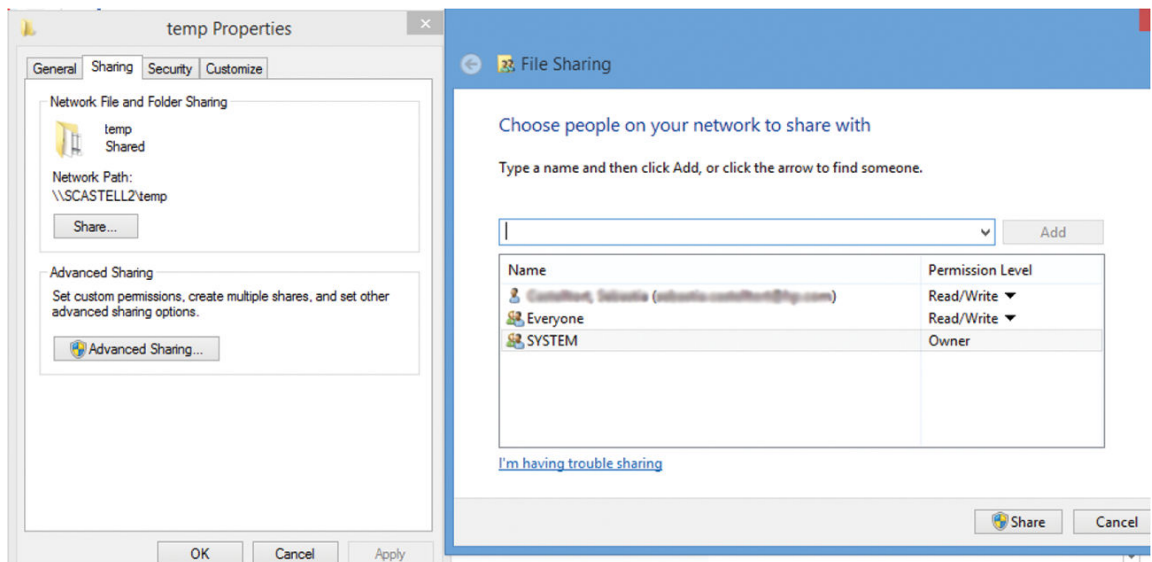 temp Properties
General Sharing Security Customize
Network File and Folder Sharing
temp
Shared
Network Path:
\\SCASTELL2\temp
Share...
Advanced Sharing
Set custom permissions, create multiple shares, and set other
advanced sharing options.
Advanced Sharing...
OK Cancel Apply
File Sharing
Choose people on your network to share with
Type a name and then click Add, or click the arrow to find someone.
Add
Name Permission Level
Read/Write
Everyone Read/Write
SYSTEM Owner
I'm having trouble sharing
Share Cancel